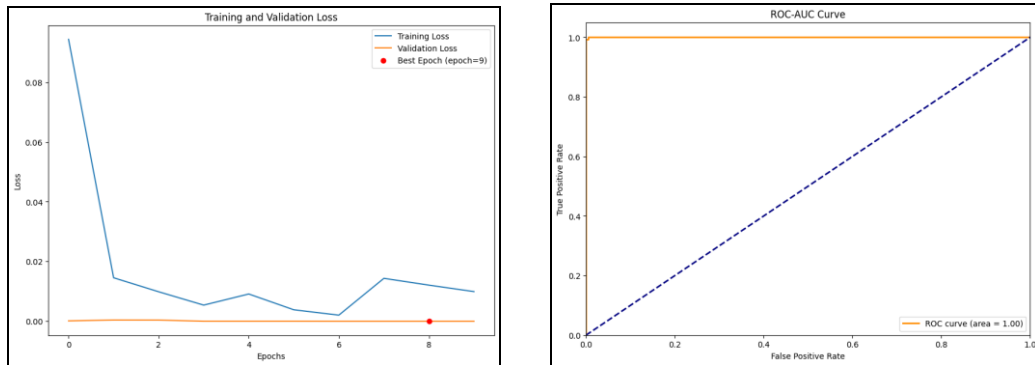 Training and Validation Loss
Training Loss
Validation Loss
Best Epoch (epoch=9)
Loss
0.08
0.06
0.04
0.02
0.00
0
2
4
6
8
Epochs
ROC-AUC Curve
True Positive Rate
1.0
0.8
0.6
0.4
0.2
0.0
ROC curve (area = 1.00)
0.0
0.2
0.4
0.6
0.8
1.0
False Positive Rate